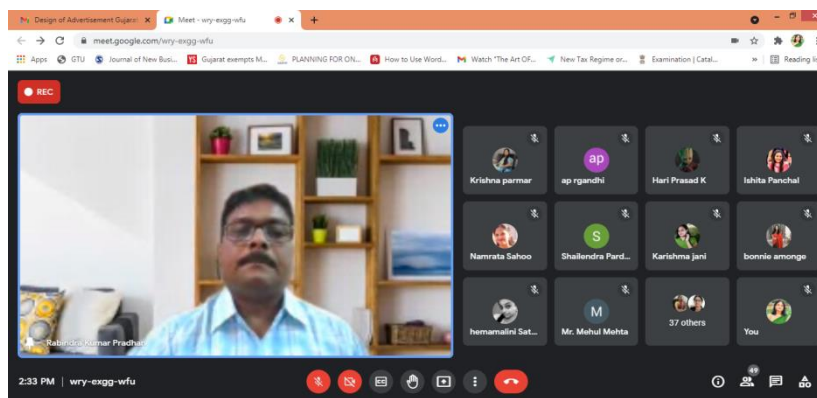 Design of Advertisement Gujara
Meet - wry-exgg-wfu
meet.google.com/wry-exgg-wfu
Apps GTU Journal of New Busi... YS Gujarat exempts M... PLANNING FOR ON... How to Use Word... Watch "The Art OF... New Tax Regime or... Examination | Catal... » Reading lis
REC
Krishna parmar
ap
ap rgandhi
Hari Prasad K
Ishita Panchal
Namrata Sahoo
S
Shailendra Pard...
Karishma jani
bonnie amonge
hemamalini Sat...
M
Mr. Mehul Mehta
37 others
You
Rabindra Kumar Pradhan
2:33 PM | wry-exgg-wfu
49